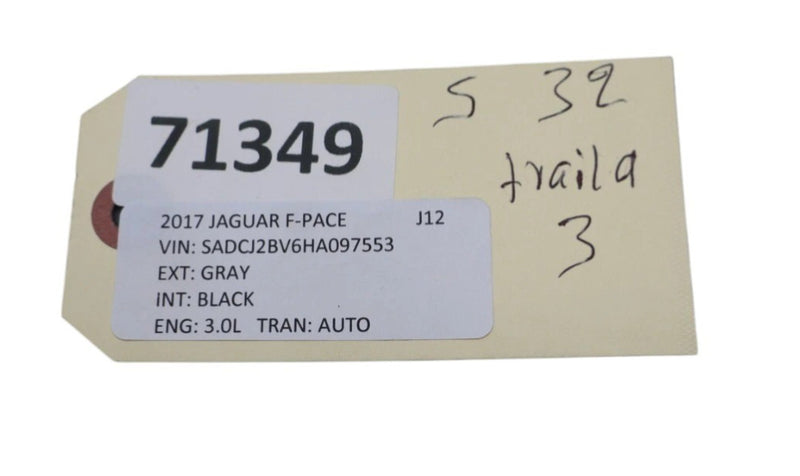 71349
2017 JAGUAR F-PACE J12
VIN: SADCJ2BV6HA097553
EXT: GRAY
INT: BLACK
ENG: 3.0L TRAN: AUTO
S 32
traila
3